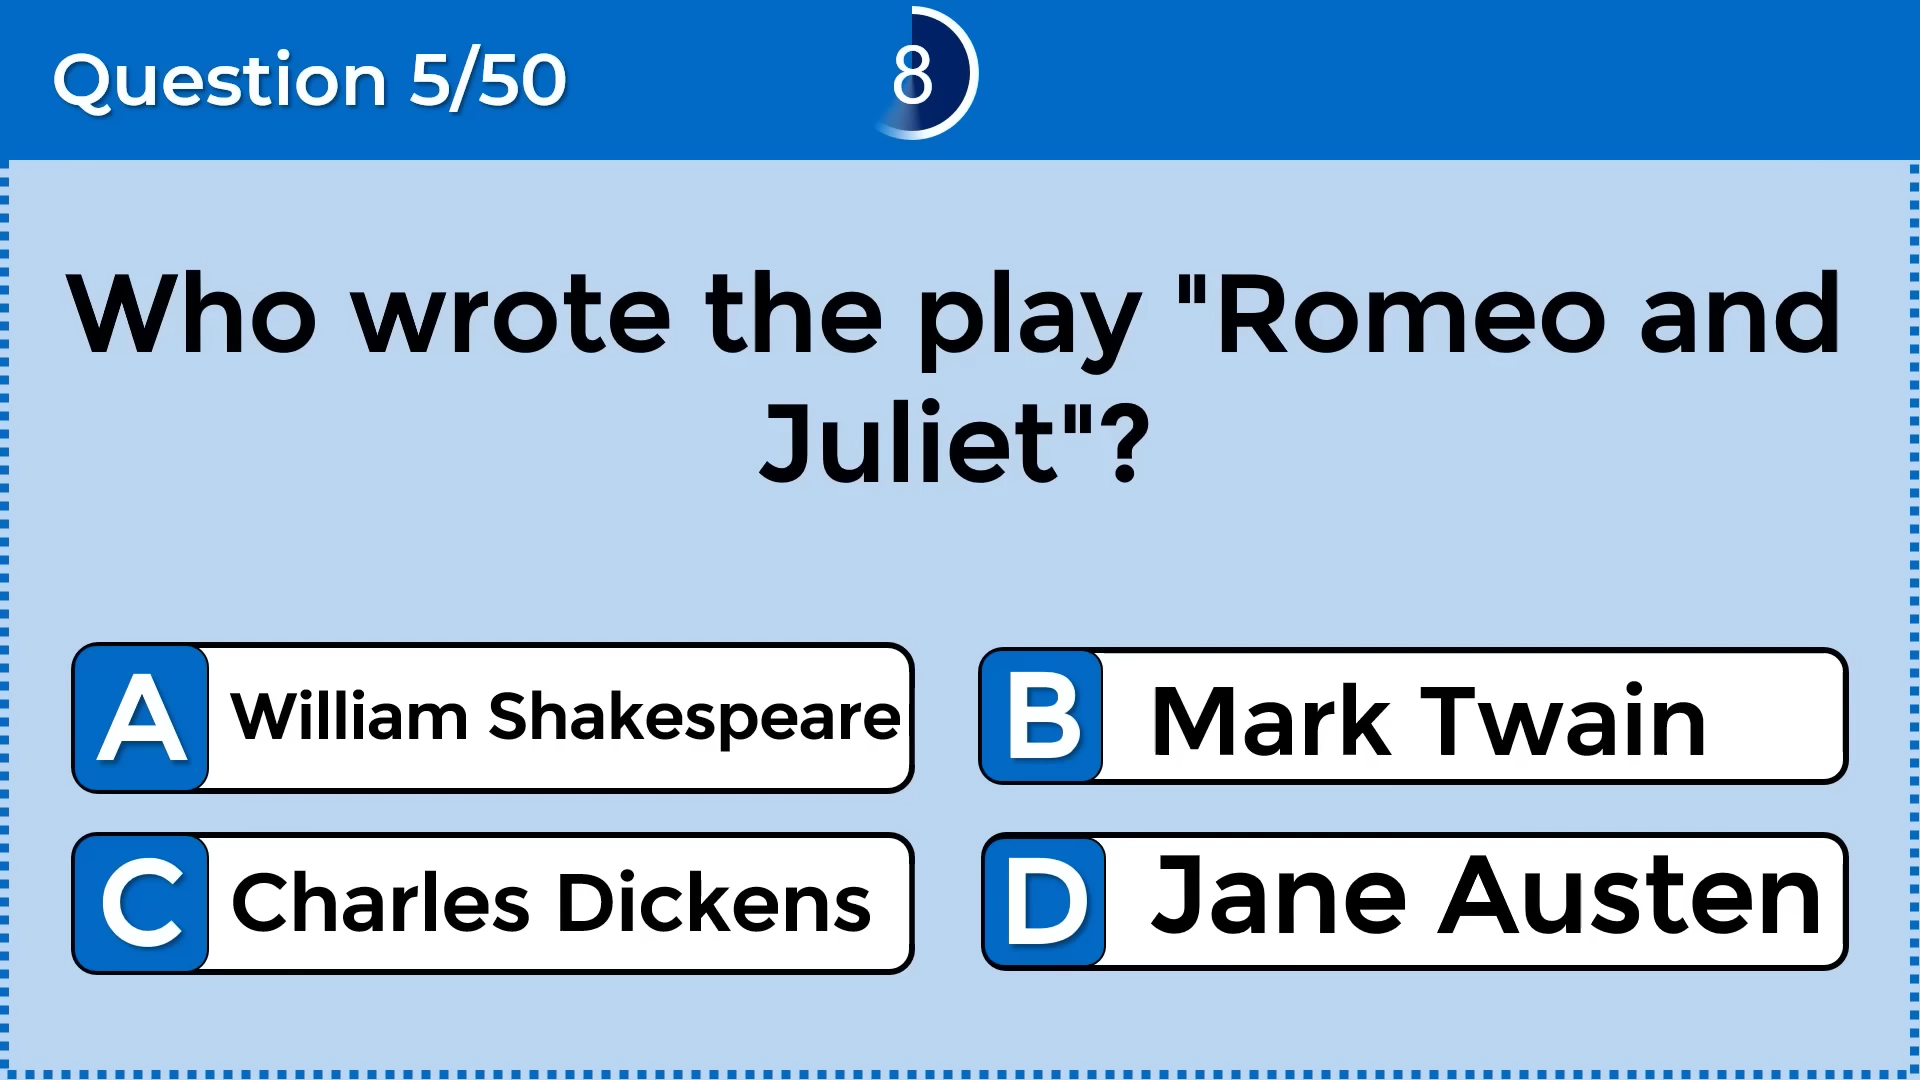 Question 5/50
8
Who wrote the play "Romeo and
Juliet"?
A William Shakespeare
B Mark Twain
C Charles Dickens
D Jane Austen